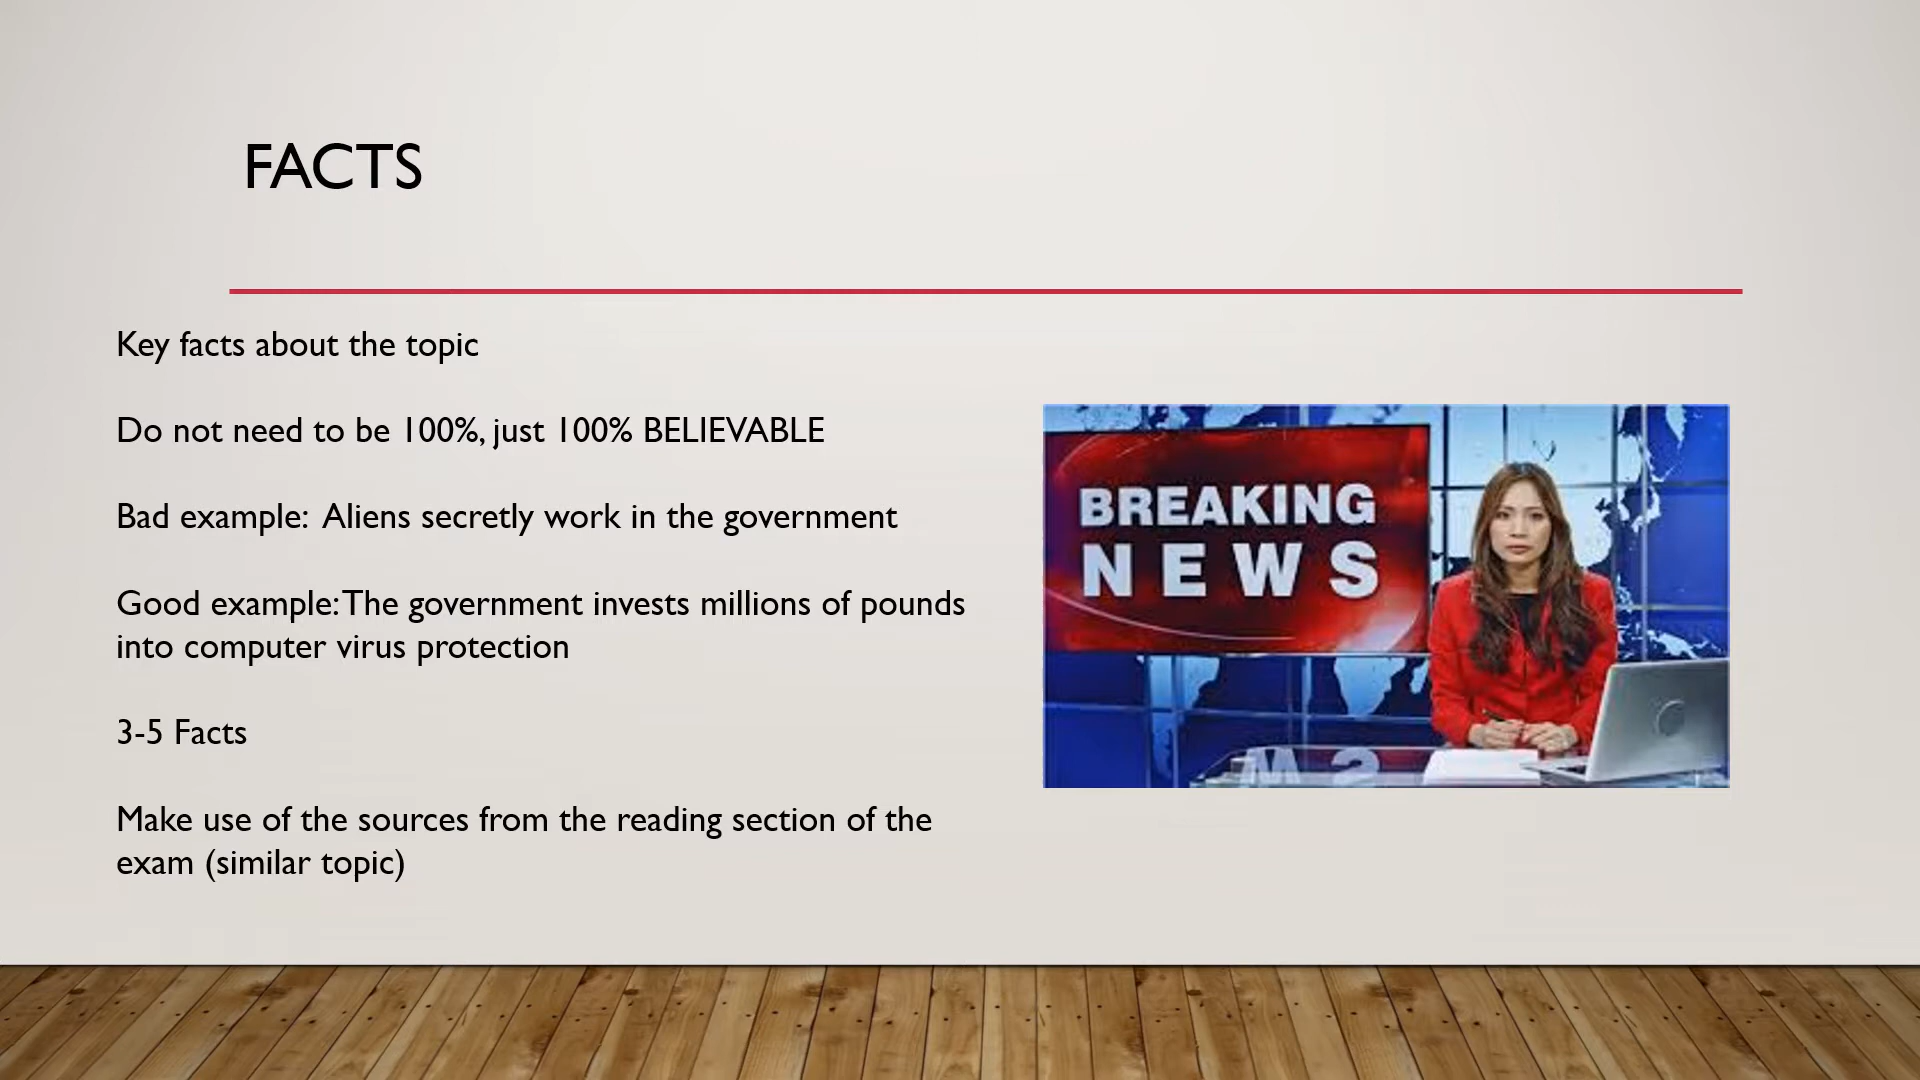 FACTS
Key facts about the topic
Do not need to be 100%, just 100% BELIEVABLE
Bad example:  Aliens secretly work in the government
Good example: The government invests millions of pounds
into computer virus protection
3-5 Facts
Make use of the sources from the reading section of the
exam (similar topic)
BREAKING
NEWS